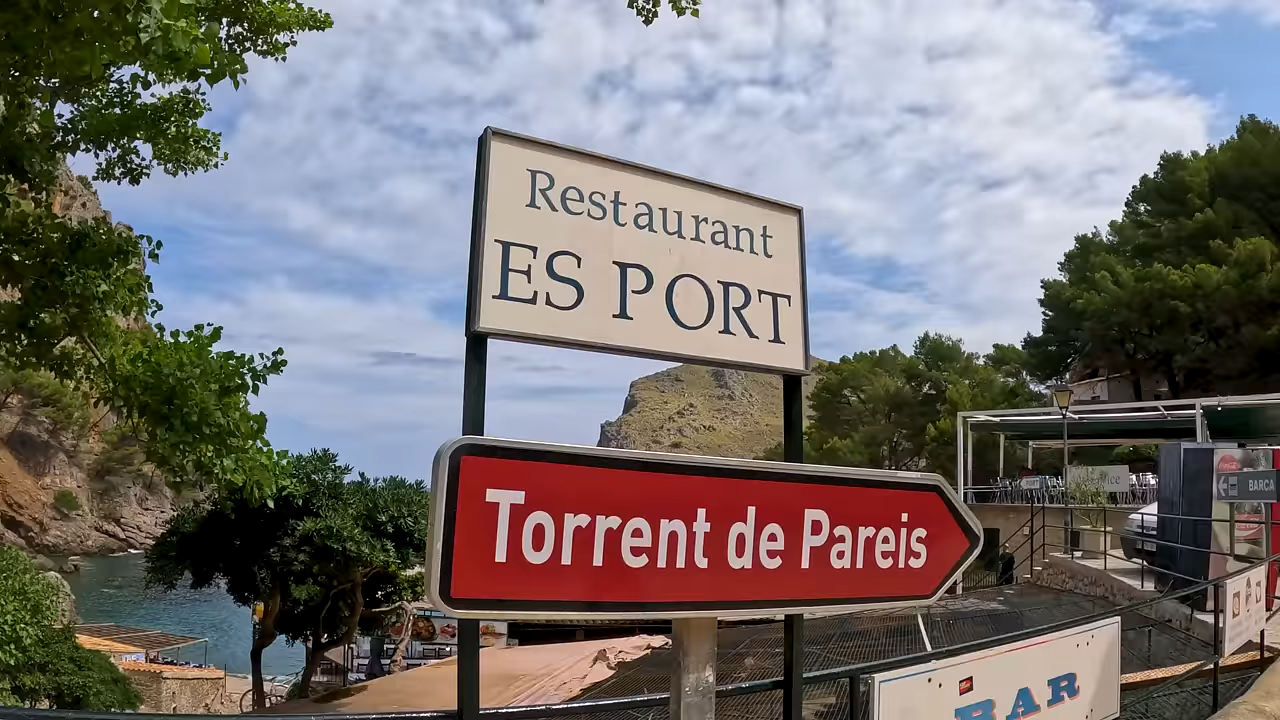 Restaurant
ES PORT
Torrent de Pareis
BARCA
BAR